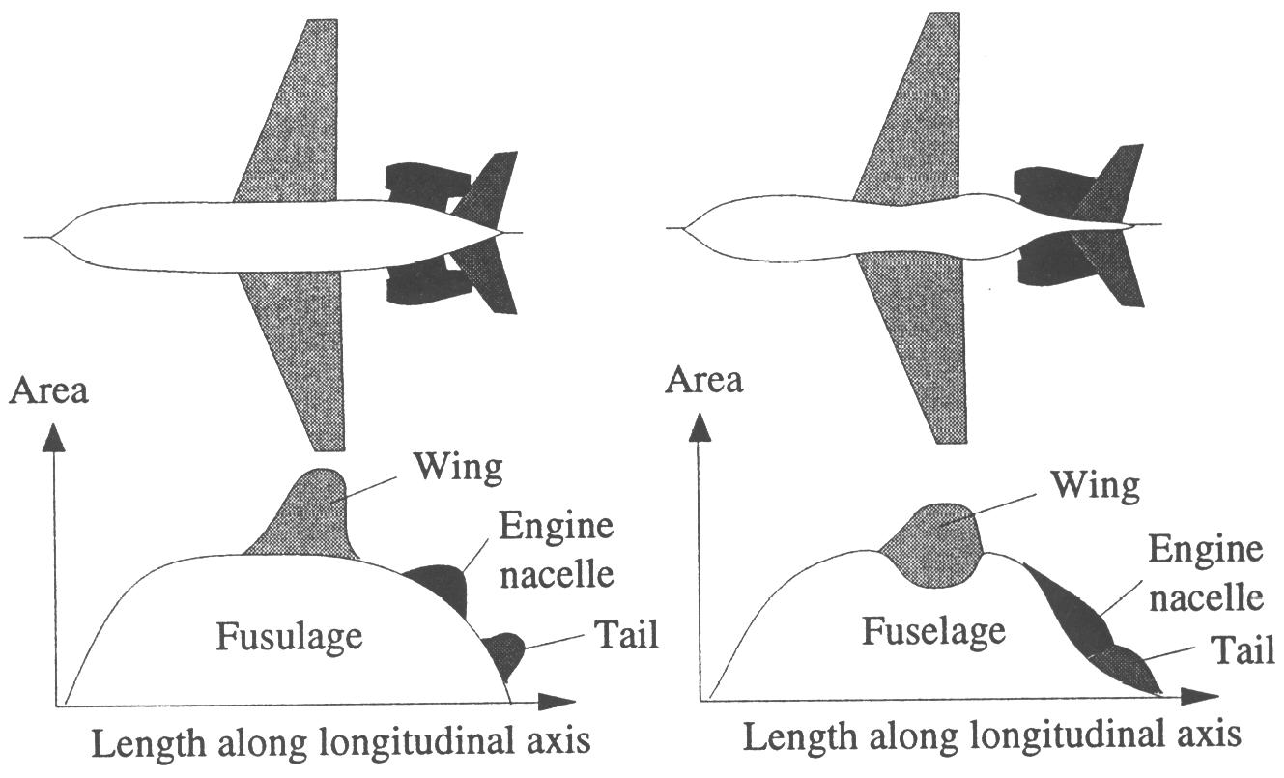 Area
Wing
Engine
nacelle
Fusulage
Tail
Length along longitudinal axis
Area
Wing
Engine
nacelle
Fuselage
Tail
Length along longitudinal axis